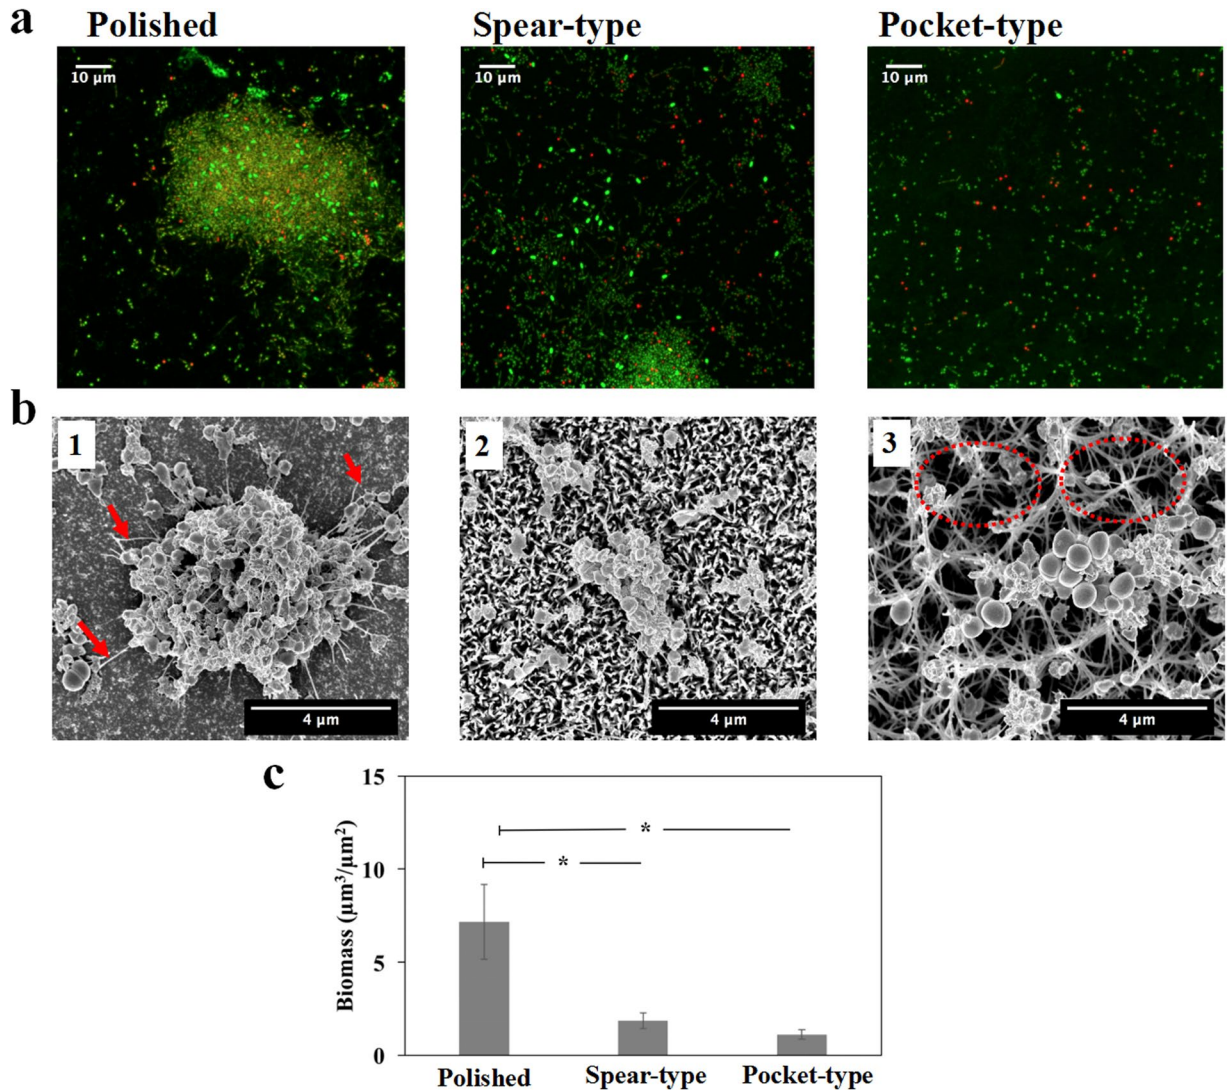 a
Polished Spear-type Pocket-type
10 μm 10 μm 10 μm
b
1 2 3
4 μm 4 μm 4 μm
c
15
10
5
0
Biomass (μm³/μm²)
*
*
Polished Spear-type Pocket-type